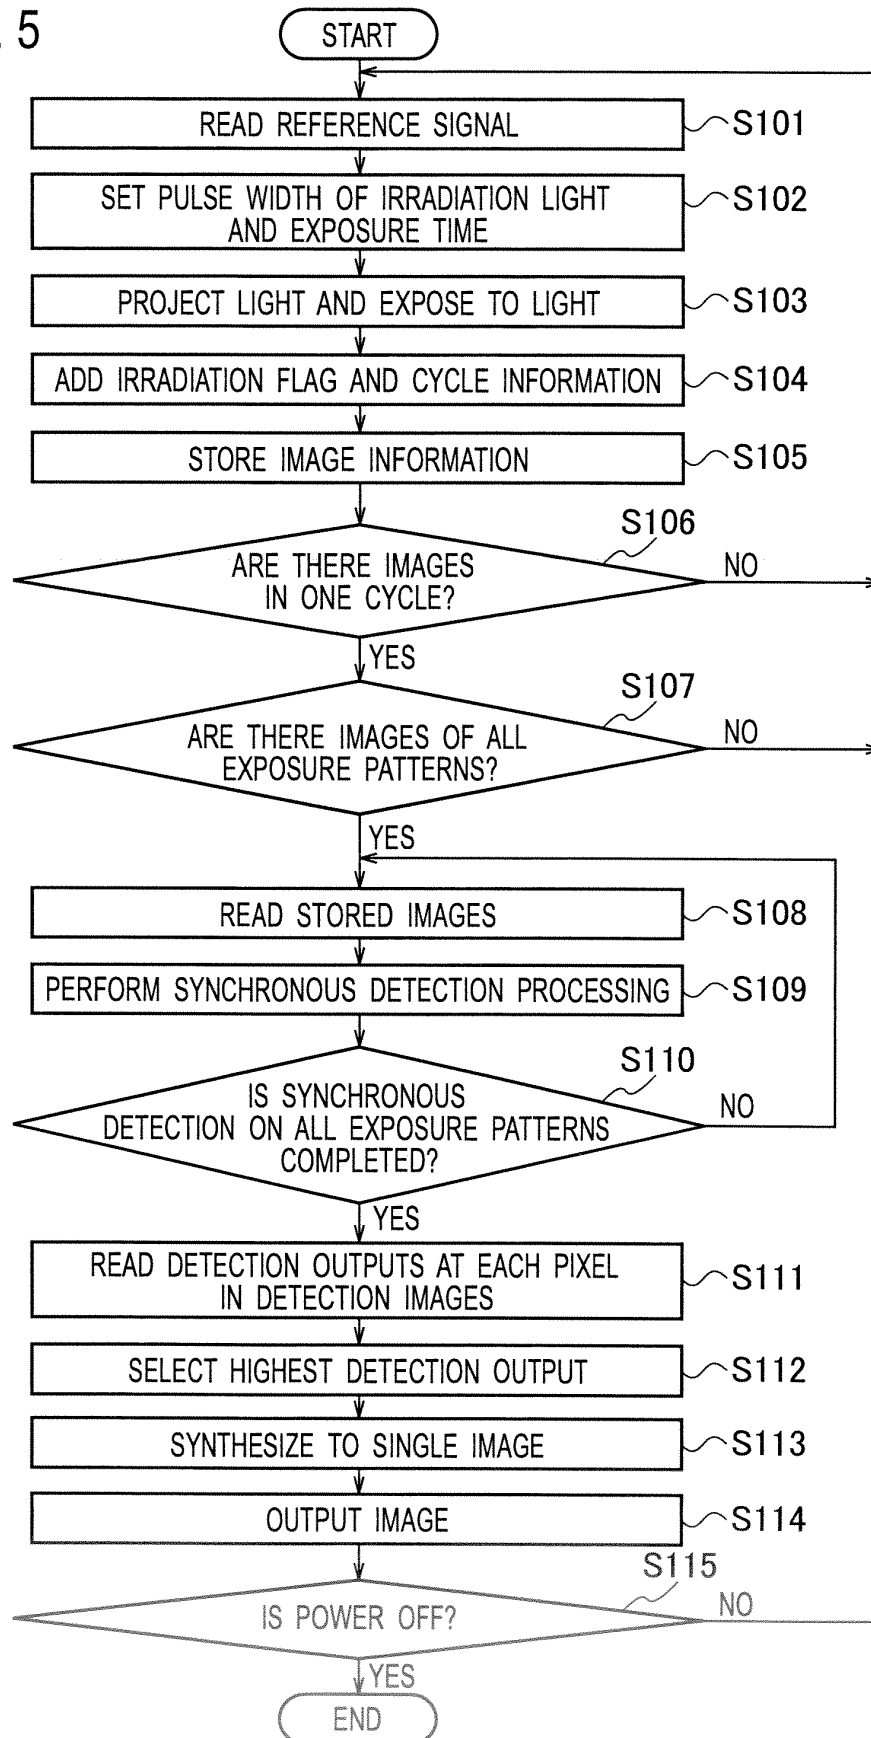 . 5
START
READ REFERENCE SIGNAL
S101
SET PULSE WIDTH OF IRRADIATION LIGHT
AND EXPOSURE TIME
S102
PROJECT LIGHT AND EXPOSE TO LIGHT
S103
ADD IRRADIATION FLAG AND CYCLE INFORMATION
S104
STORE IMAGE INFORMATION
S105
S106
ARE THERE IMAGES
IN ONE CYCLE?
NO
YES
S107
ARE THERE IMAGES OF ALL
EXPOSURE PATTERNS?
NO
YES
READ STORED IMAGES
S108
PERFORM SYNCHRONOUS DETECTION PROCESSING
S109
S110
IS SYNCHRONOUS
DETECTION ON ALL EXPOSURE PATTERNS
COMPLETED?
NO
YES
READ DETECTION OUTPUTS AT EACH PIXEL
IN DETECTION IMAGES
S111
SELECT HIGHEST DETECTION OUTPUT
S112
SYNTHESIZE TO SINGLE IMAGE
S113
OUTPUT IMAGE
S114
S115
IS POWER OFF?
NO
YES
END